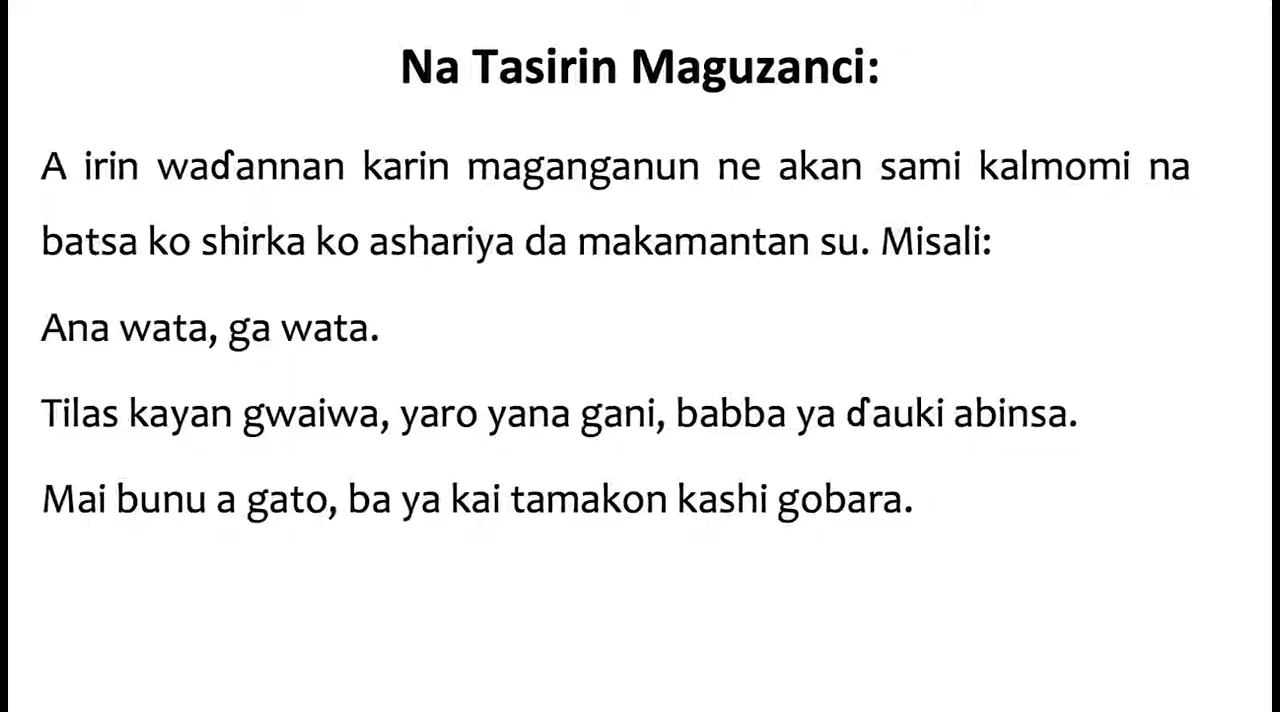 Na Tasirin Maguzanci:
A irin waɗannan karin maganganun ne akan sami kalmomi na
batsa ko shirka ko ashariya da makamantan su. Misali:
Ana wata, ga wata.
Tilas kayan gwaiwa, yaro yana gani, babba ya ɗauki abinsa.
Mai bunu a gato, ba ya kai tamakon kashi gobara.